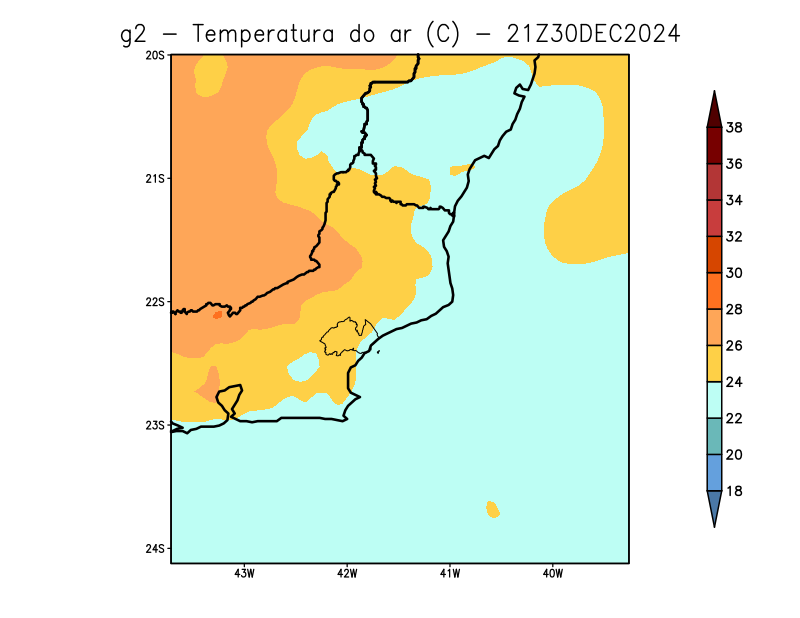 g2 – Temperatura do ar (C) – 21Z30DEC2024
20S
21S
22S
23S
24S
43W
42W
41W
40W
38
36
34
32
30
28
26
24
22
20
18